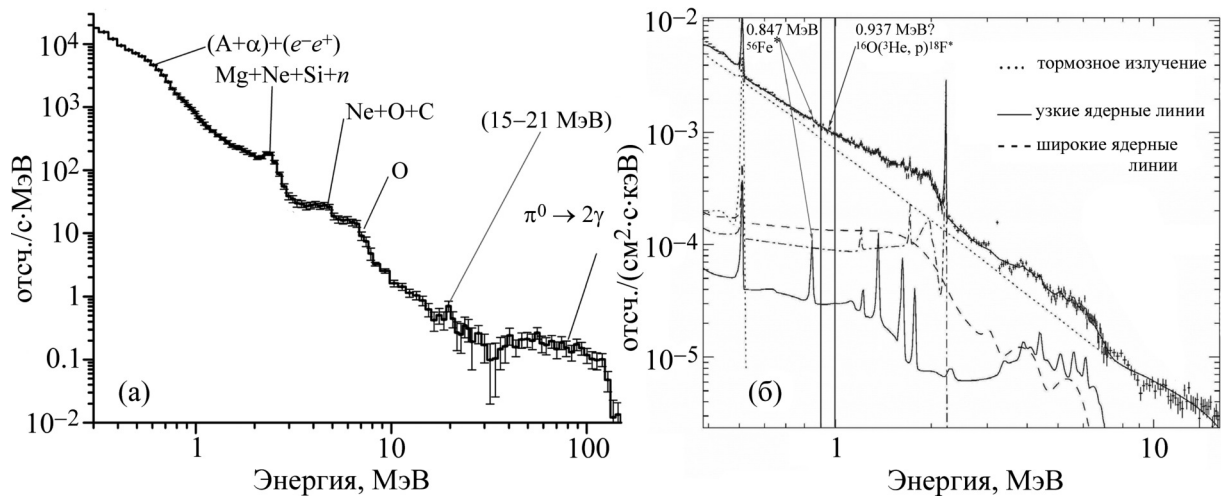 10⁴
10³
10²
10
1
0.1
10⁻²
отсч./с·МэВ
(A+α)+(e⁻e⁺)
Mg+Ne+Si+n
Ne+O+C
O
(15–21 МэВ)
π⁰ → 2γ
(а)
1
10
100
Энергия, МэВ
10⁻²
10⁻³
10⁻⁴
10⁻⁵
отсч./(см²·с·кэВ)
0.847 МэВ
⁵⁶Fe*
0.937 МэВ?
¹⁶O(³He, p)¹⁸F*
тормозное излучение
узкие ядерные линии
широкие ядерные
линии
(б)
1
10
Энергия, МэВ